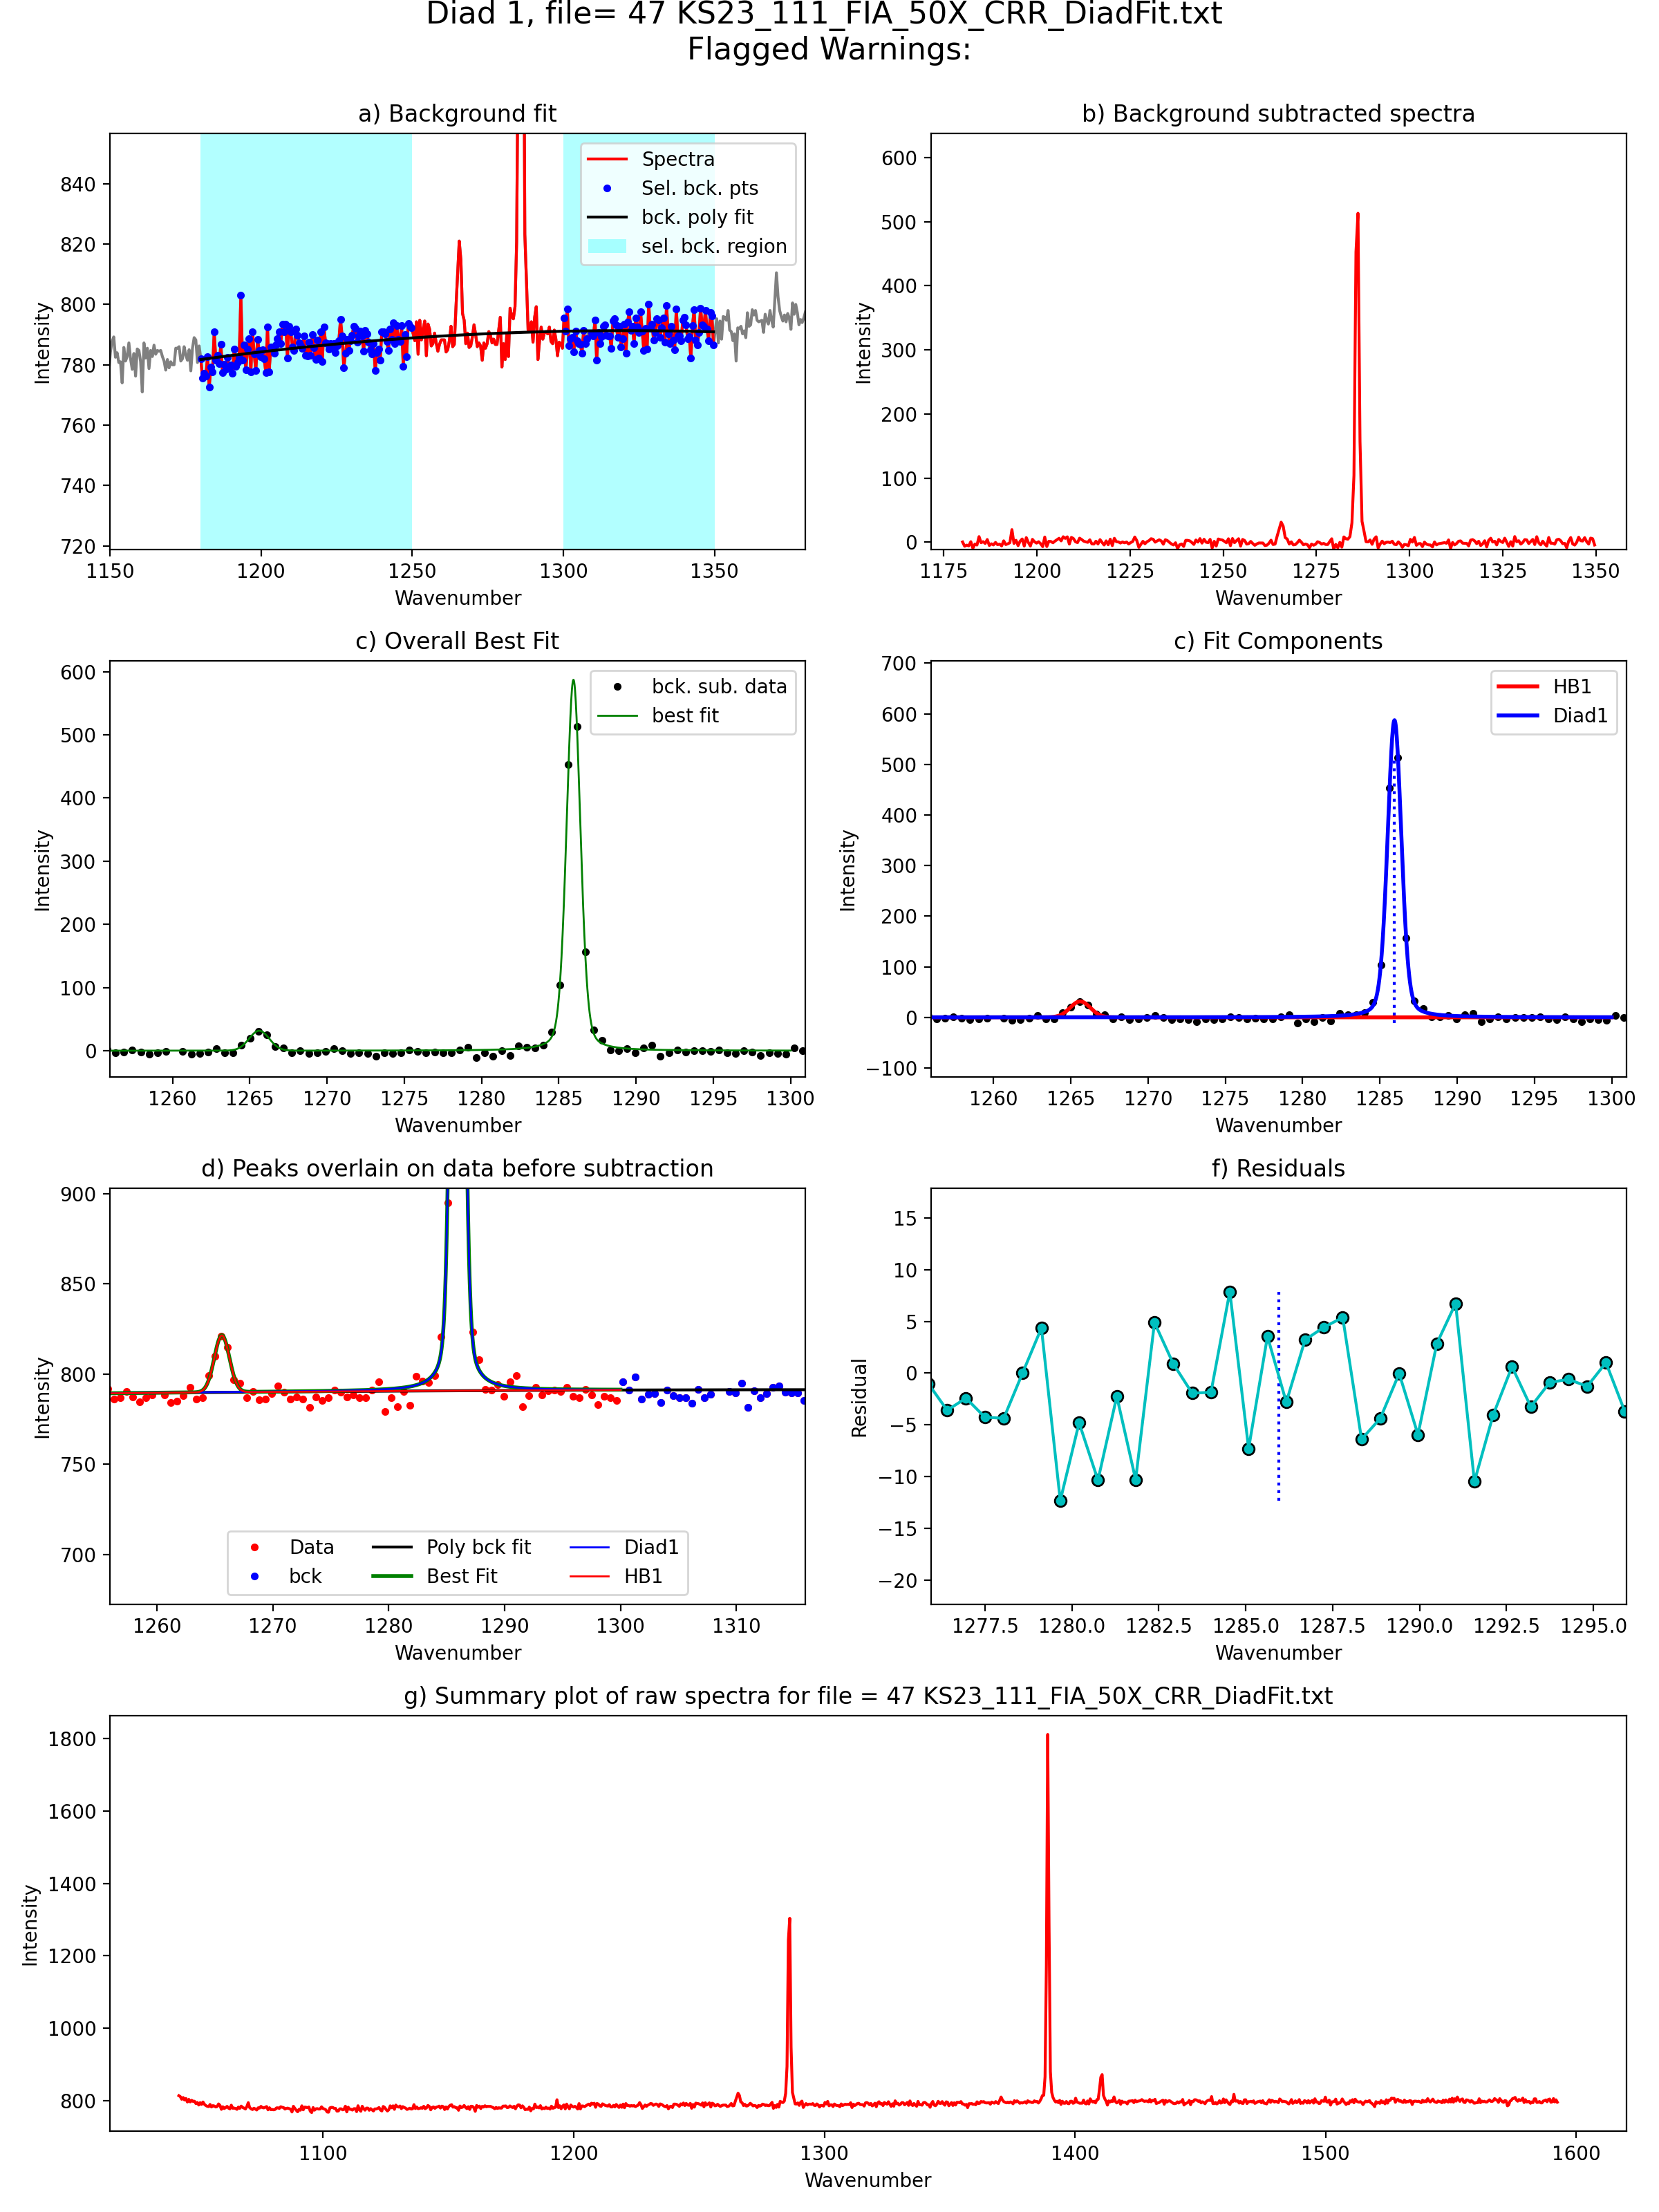 Diad 1, file= 47 KS23_111_FIA_50X_CRR_DiadFit.txt
Flagged Warnings:
a) Background fit
840
820
800
780
760
740
720
Intensity
1150 1200 1250 1300 1350
Wavenumber
Spectra
Sel. bck. pts
bck. poly fit
sel. bck. region
b) Background subtracted spectra
600
500
400
300
200
100
0
Intensity
1175 1200 1225 1250 1275 1300 1325 1350
Wavenumber
c) Overall Best Fit
600
500
400
300
200
100
0
Intensity
1260 1265 1270 1275 1280 1285 1290 1295 1300
Wavenumber
bck. sub. data
best fit
c) Fit Components
700
600
500
400
300
200
100
0
−100
Intensity
1260 1265 1270 1275 1280 1285 1290 1295 1300
Wavenumber
HB1
Diad1
d) Peaks overlain on data before subtraction
900
850
800
750
700
Intensity
1260 1270 1280 1290 1300 1310
Wavenumber
Data Poly bck fit Diad1
bck Best Fit HB1
f) Residuals
15
10
5
0
−5
−10
−15
−20
Residual
1277.5 1280.0 1282.5 1285.0 1287.5 1290.0 1292.5 1295.0
Wavenumber
g) Summary plot of raw spectra for file = 47 KS23_111_FIA_50X_CRR_DiadFit.txt
1800
1600
1400
1200
1000
800
Intensity
1100 1200 1300 1400 1500 1600
Wavenumber